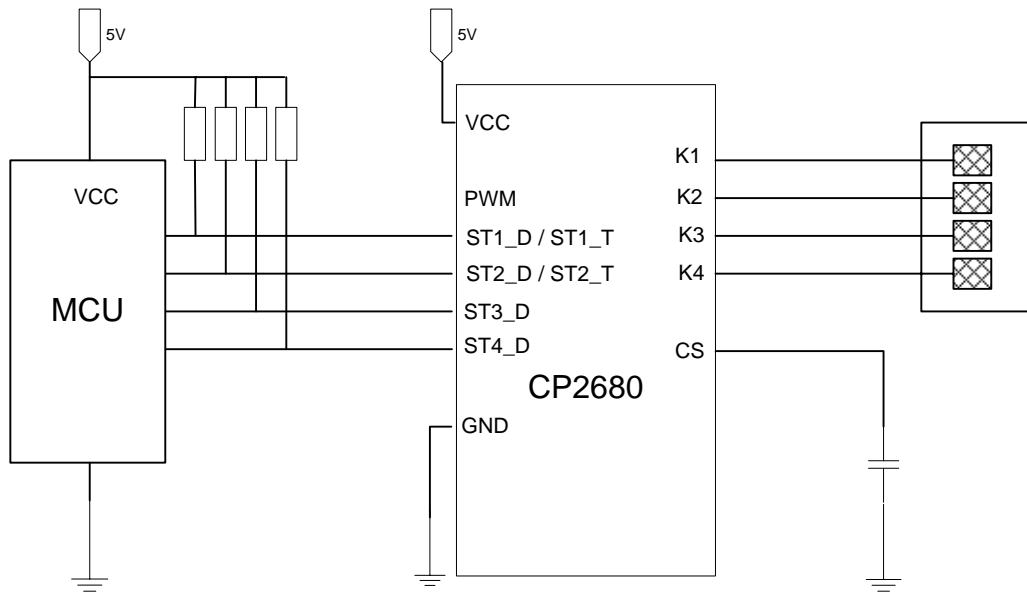 5V
5V
VCC
K1
VCC
PWM
K2
ST1_D / ST1_T
K3
ST2_D / ST2_T
K4
MCU
ST3_D
ST4_D
CS
CP2680
GND